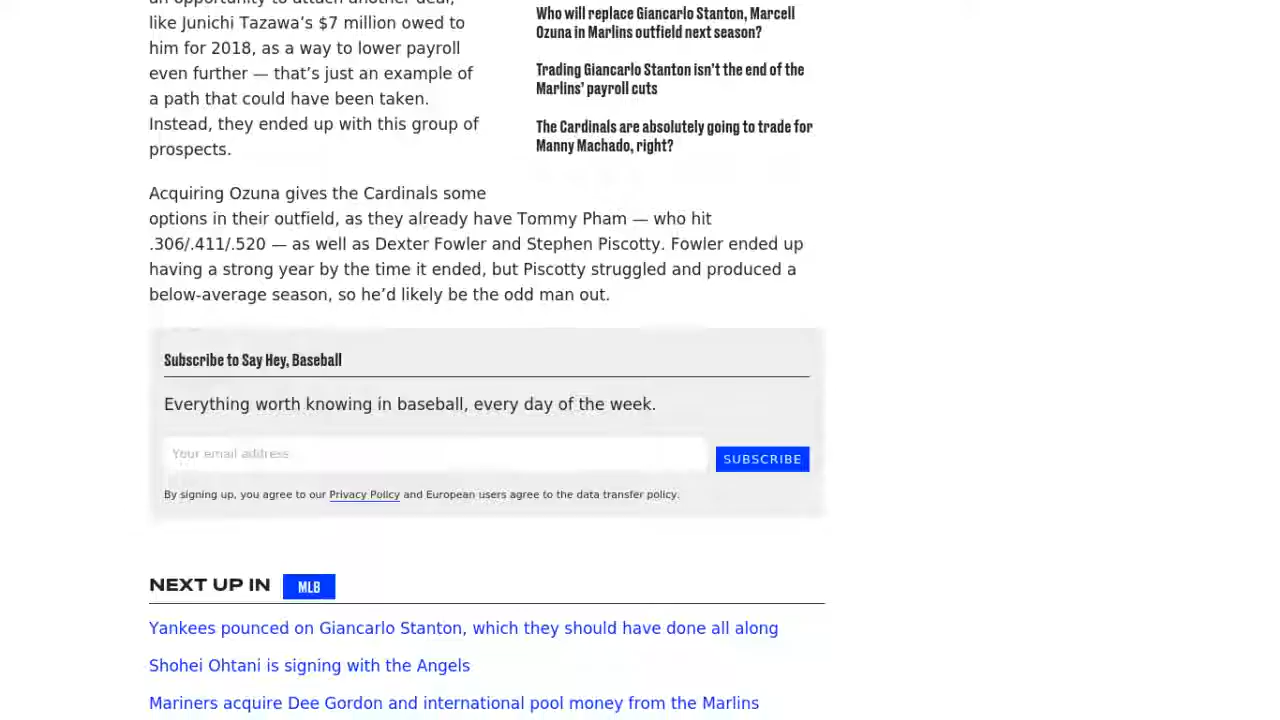 like Junichi Tazawa’s $7 million owed to
him for 2018, as a way to lower payroll
even further — that’s just an example of
a path that could have been taken.
Instead, they ended up with this group of
prospects.
Who will replace Giancarlo Stanton, Marcell
Ozuna in Marlins outfield next season?
Trading Giancarlo Stanton isn’t the end of the
Marlins’ payroll cuts
The Cardinals are absolutely going to trade for
Manny Machado, right?
Acquiring Ozuna gives the Cardinals some
options in their outfield, as they already have Tommy Pham — who hit
.306/.411/.520 — as well as Dexter Fowler and Stephen Piscotty. Fowler ended up
having a strong year by the time it ended, but Piscotty struggled and produced a
below-average season, so he’d likely be the odd man out.
Subscribe to Say Hey, Baseball
Everything worth knowing in baseball, every day of the week.
Your email address
SUBSCRIBE
By signing up, you agree to our Privacy Policy and European users agree to the data transfer policy.
NEXT UP IN MLB
Yankees pounced on Giancarlo Stanton, which they should have done all along
Shohei Ohtani is signing with the Angels
Mariners acquire Dee Gordon and international pool money from the Marlins